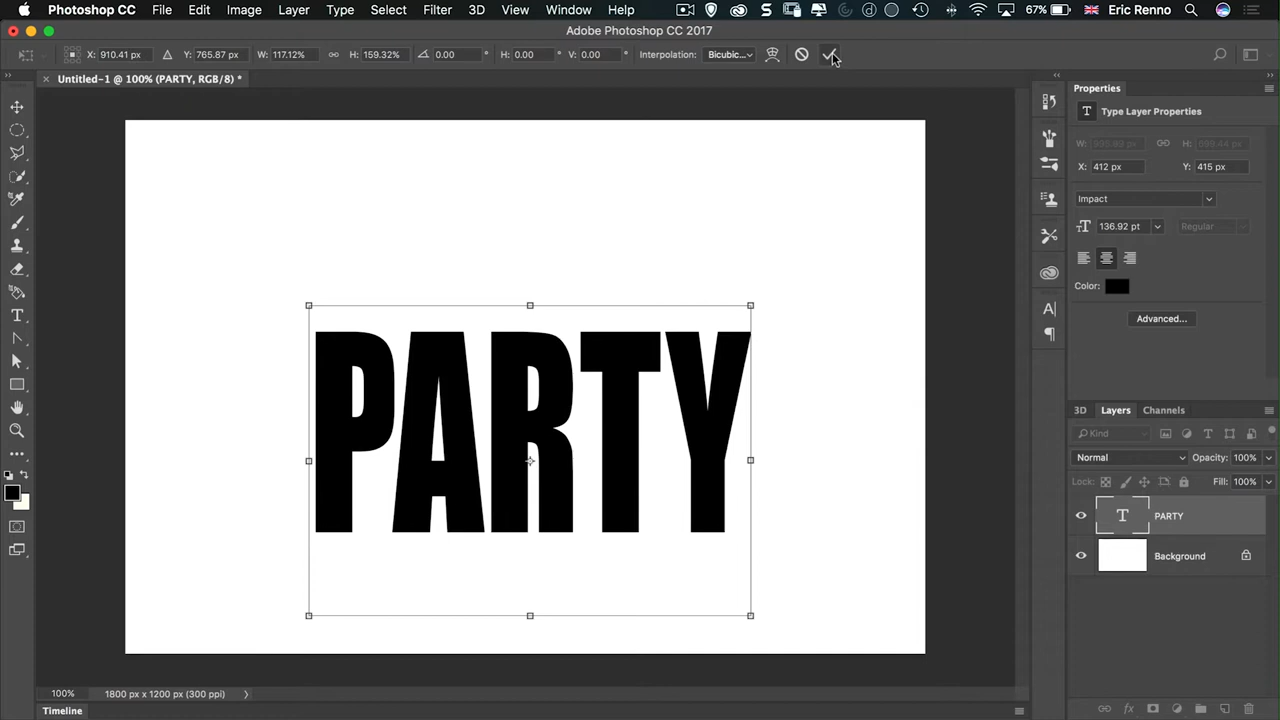 Photoshop CC File Edit Image Layer Type Select Filter 3D View Window Help 67% Eric Renno
Adobe Photoshop CC 2017
X: 910.41 px Y: 765.87 px W: 117.12% H: 159.32% 0.00 ° H: 0.00 ° V: 0.00 ° Interpolation: Bicubic...
Untitled-1 @ 100% (PARTY, RGB/8) *
Properties
T Type Layer Properties
W: 935.99 px H: 699.44 px
X: 412 px Y: 415 px
Impact
136.92 pt Regular
Color:
Advanced...
PARTY
3D Layers Channels
Kind
Normal Opacity: 100%
Lock: Fill: 100%
T PARTY
Background
100% 1800 px x 1200 px (300 ppi)
Timeline